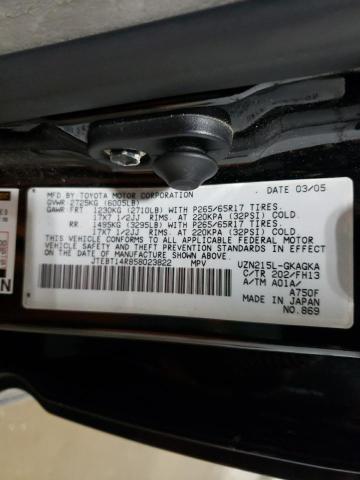 MFD BY TOYOTA MOTOR CORPORATION DATE 03/05
GVWR 2725KG (6005LB)
GAWR FRT 1230KG (2710LB) WITH P265/65R17 TIRES.
17X7 1/2JJ RIMS. AT 220KPA (32PSI) COLD.
RR 1495KG (3295LB) WITH P265/65R17 TIRES.
17X7 1/2JJ RIMS. AT 220KPA (32PSI) COLD.
THIS VEHICLE CONFORMS TO ALL APPLICABLE FEDERAL MOTOR
VEHICLE SAFETY, BUMPER, AND THEFT PREVENTION STANDARDS
IN EFFECT ON THE DATE OF MANUFACTURE SHOWN ABOVE.
JTEBT14R858023822 MPV
UZN215L-GKAGKA
C/TR 202/FH13
A/TM A01A/
A750F
MADE IN JAPAN
NO.869